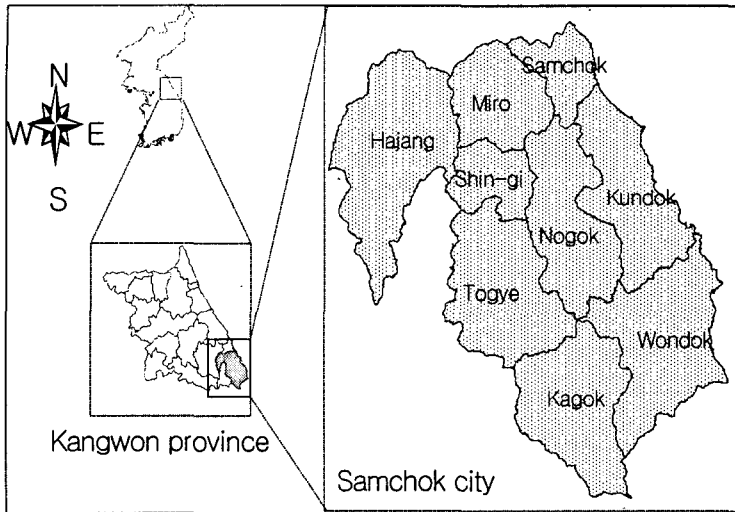 N
W E
S
Kangwon province
Samchok
Miro
Hajang
Shin-gi
Kundok
Nogok
Togye
Wondok
Kagok
Samchok city